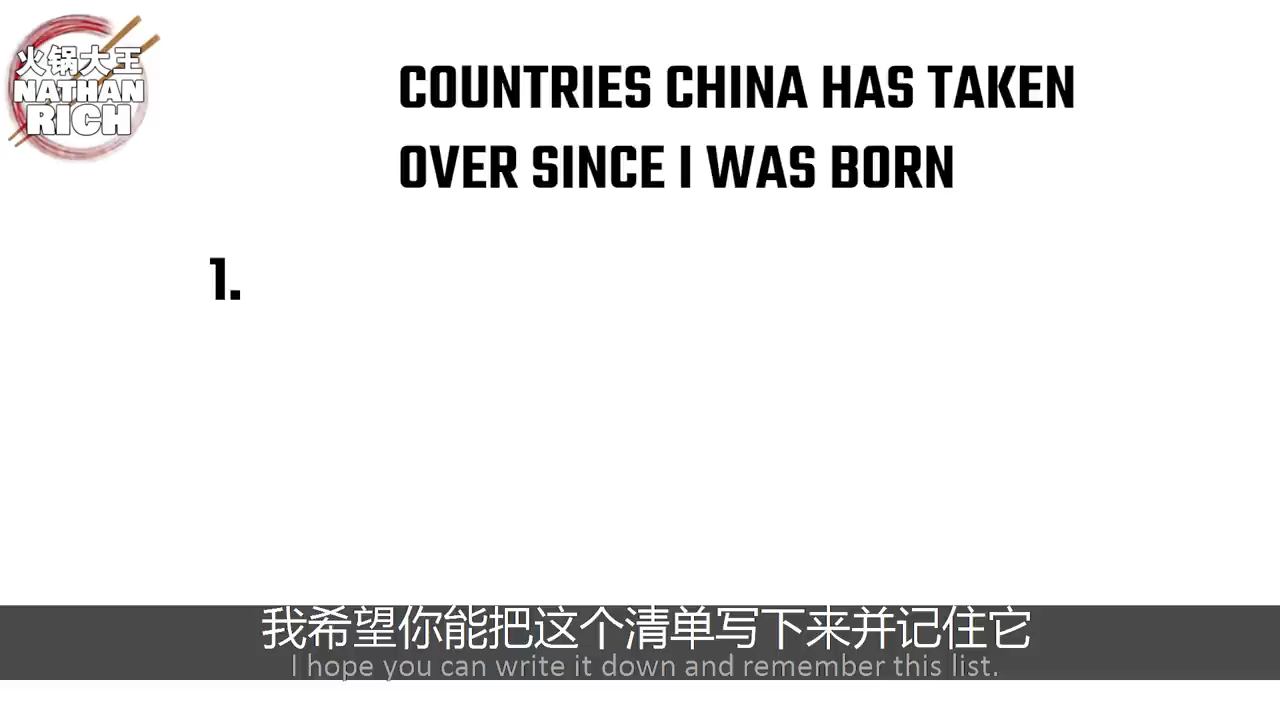 火锅大王
NATHAN
RICH
COUNTRIES CHINA HAS TAKEN
OVER SINCE I WAS BORN
1.
我希望你能把这个清单写下来并记住它
I hope you can write it down and remember this list.